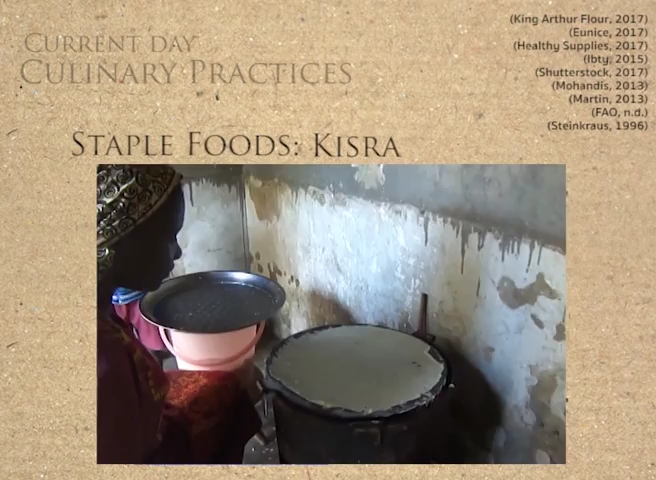 CURRENT DAY
CULINARY PRACTICES
(King Arthur Flour, 2017)
(Eunice, 2017)
(Healthy Supplies, 2017)
(Ibty, 2015)
(Shutterstock, 2017)
(Mohandis, 2013)
(Martin, 2013)
(FAO, n.d.)
(Steinkraus, 1996)
STAPLE FOODS: KISRA